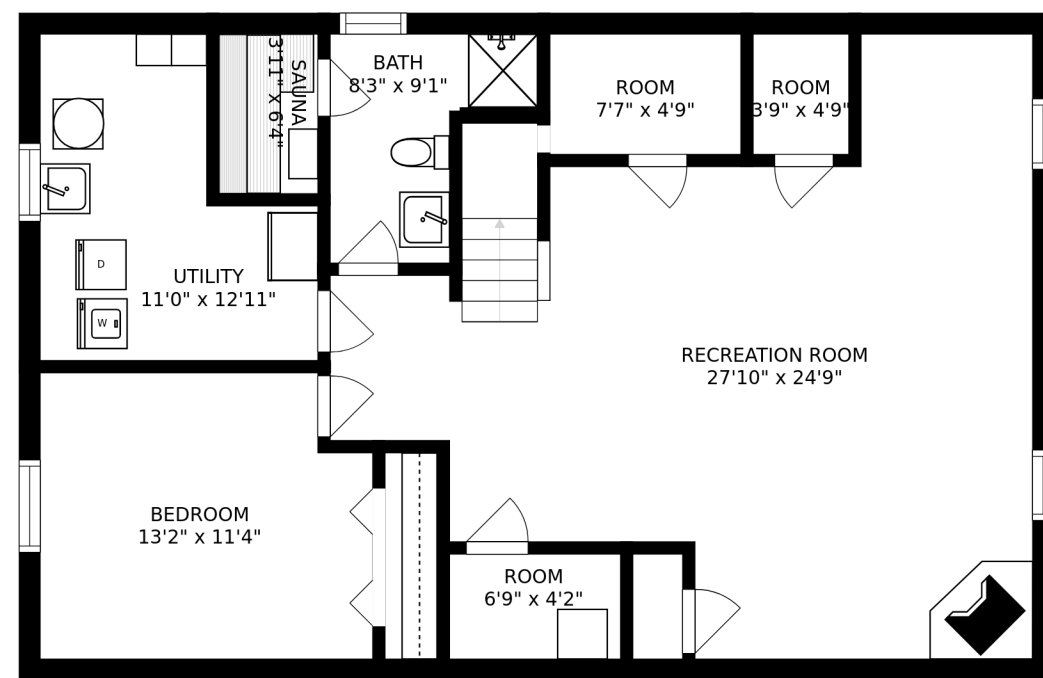 SAUNA
3'11" x 6'4"
BATH
8'3" x 9'1"
ROOM
7'7" x 4'9"
ROOM
3'9" x 4'9"
D
UTILITY
11'0" x 12'11"
W
RECREATION ROOM
27'10" x 24'9"
BEDROOM
13'2" x 11'4"
ROOM
6'9" x 4'2"